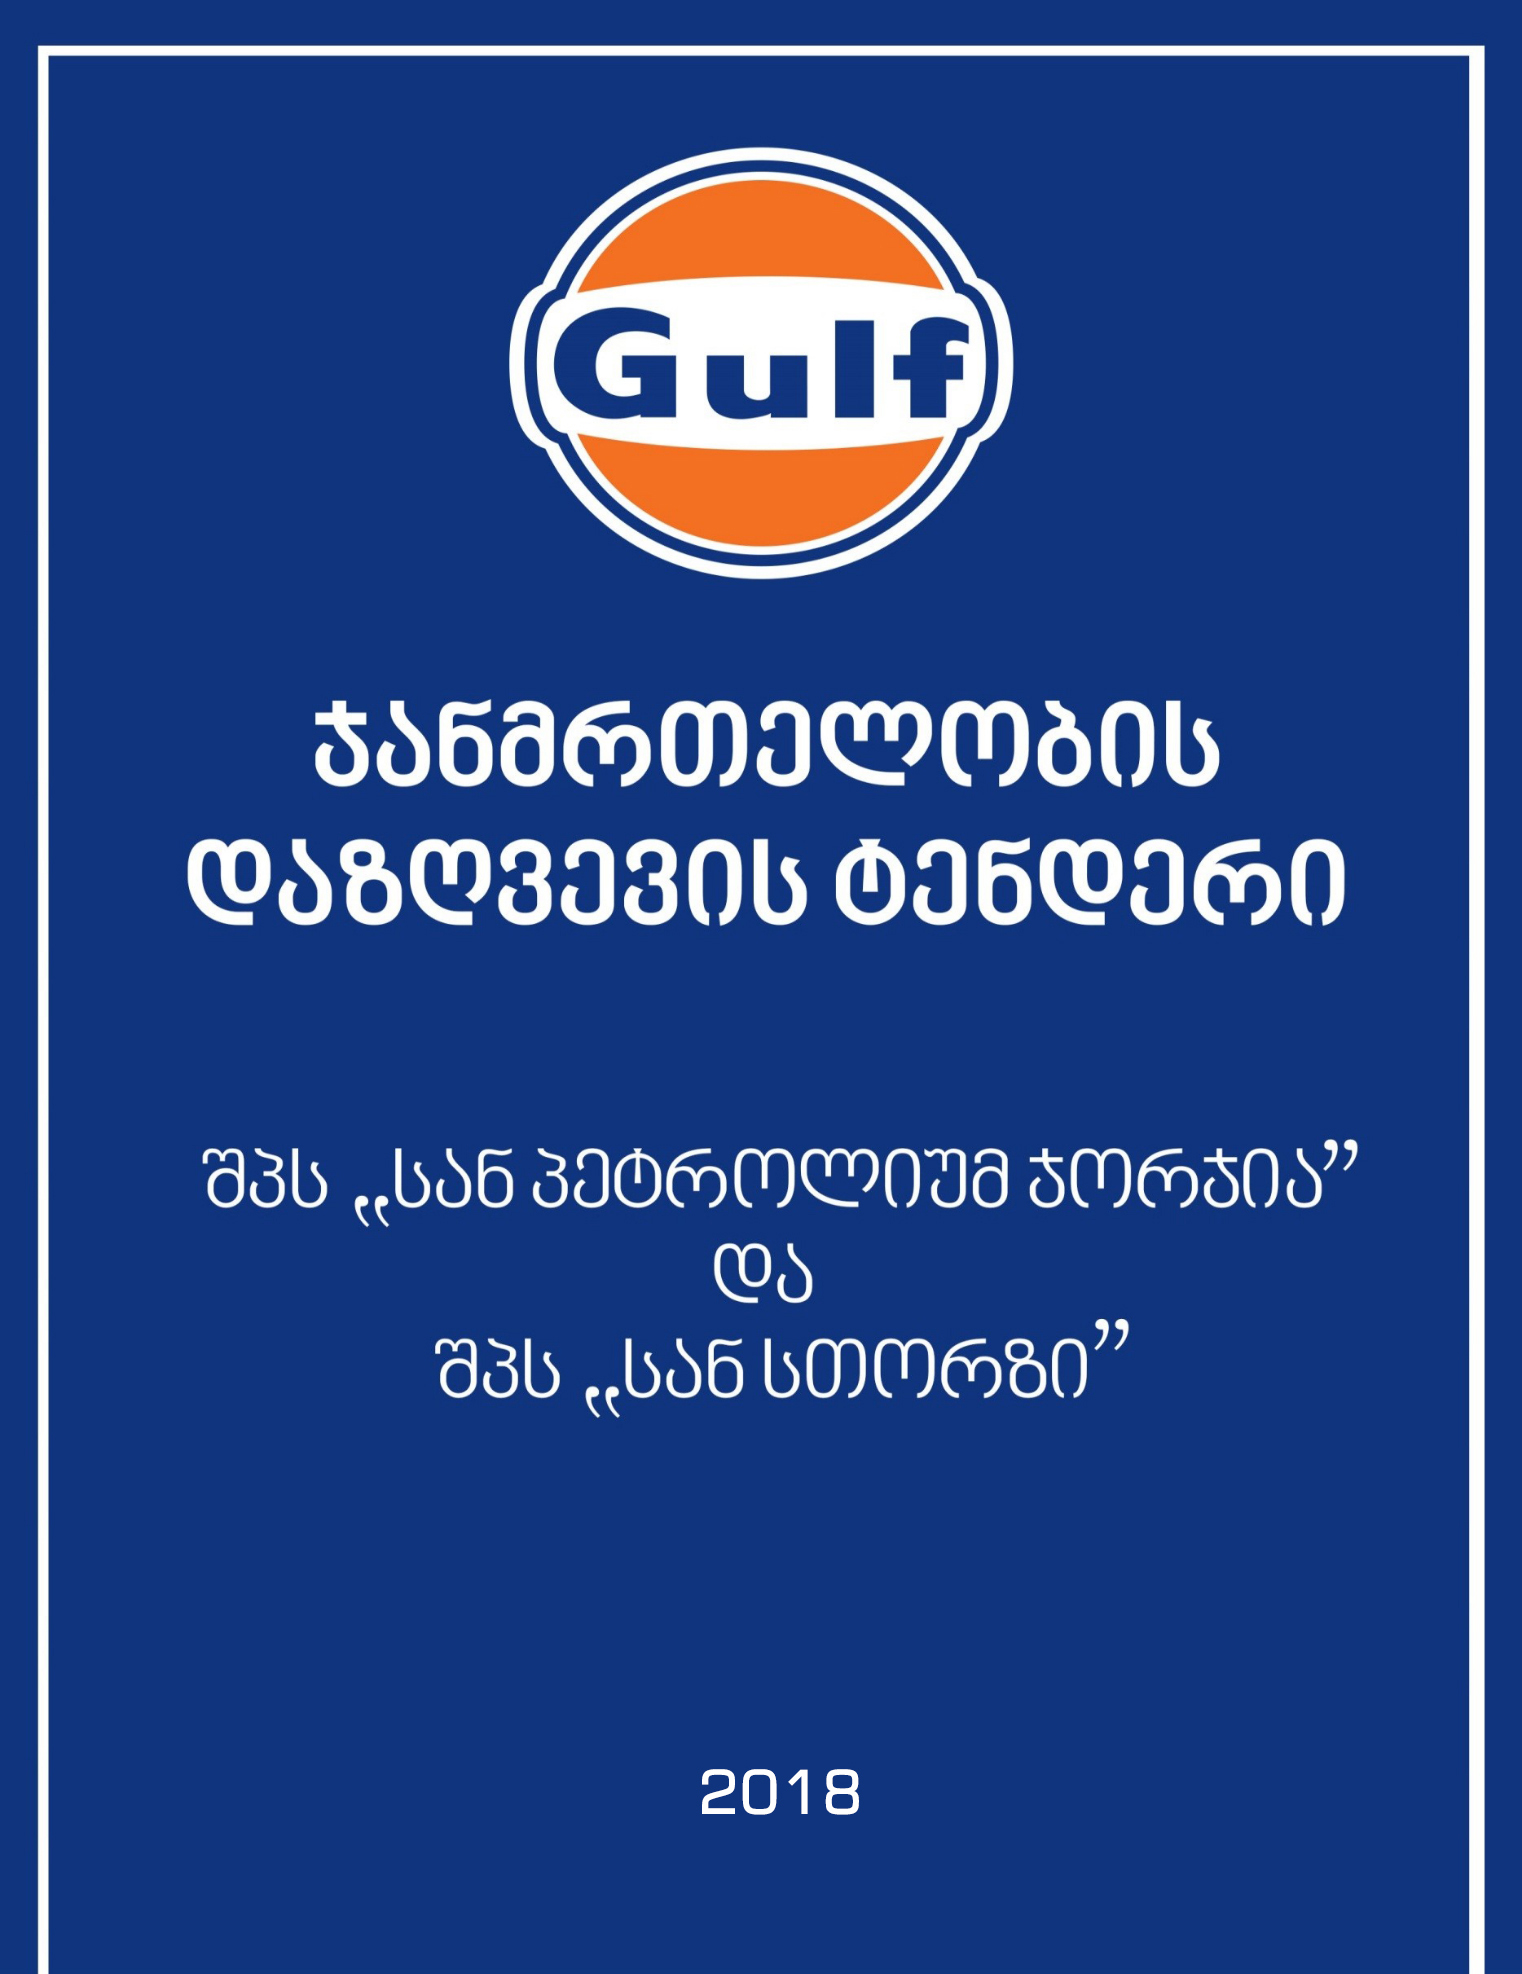 Gulf
ჯანმრთელობის
დაზღვევის ტენდერი
შპს „სან პეტროლიუმ ჯორჯია”
და
შპს „სან სთორზი”
2018